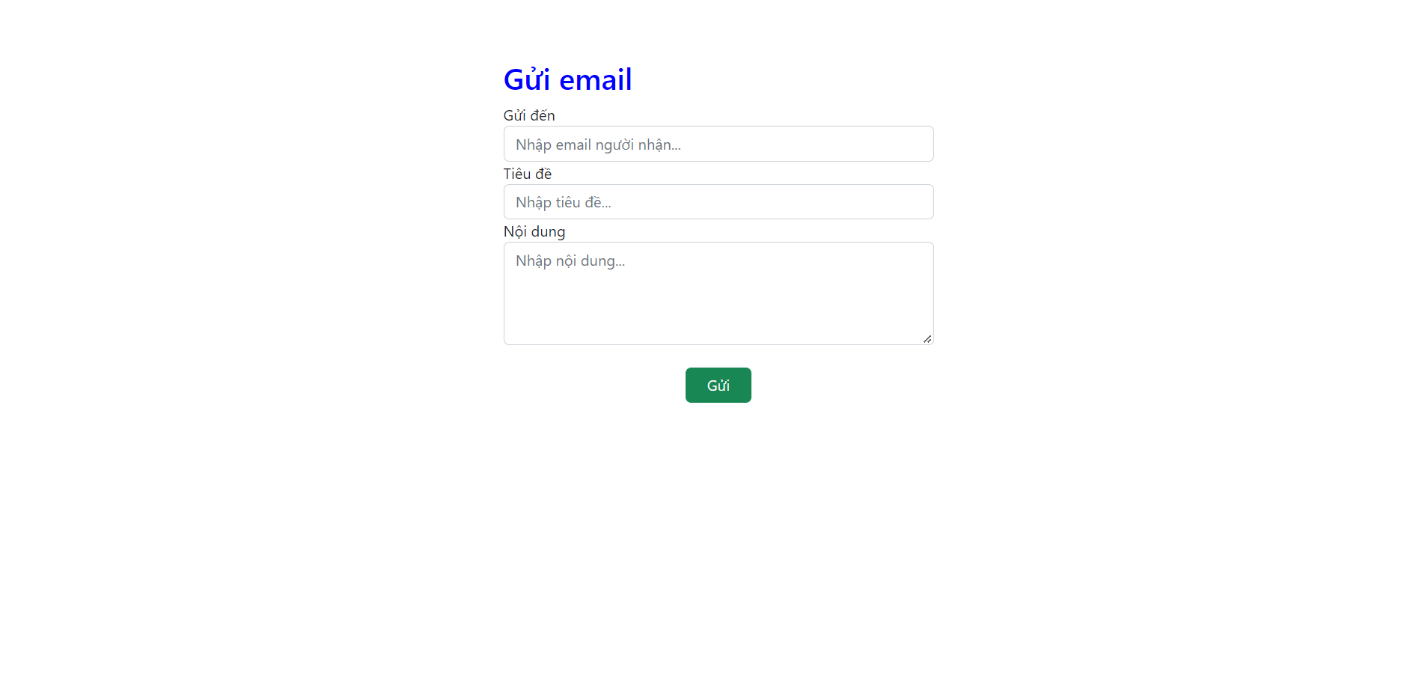 Gửi email
Gửi đến
Nhập email người nhận...
Tiêu đề
Nhập tiêu đề...
Nội dung
Nhập nội dung...
Gửi